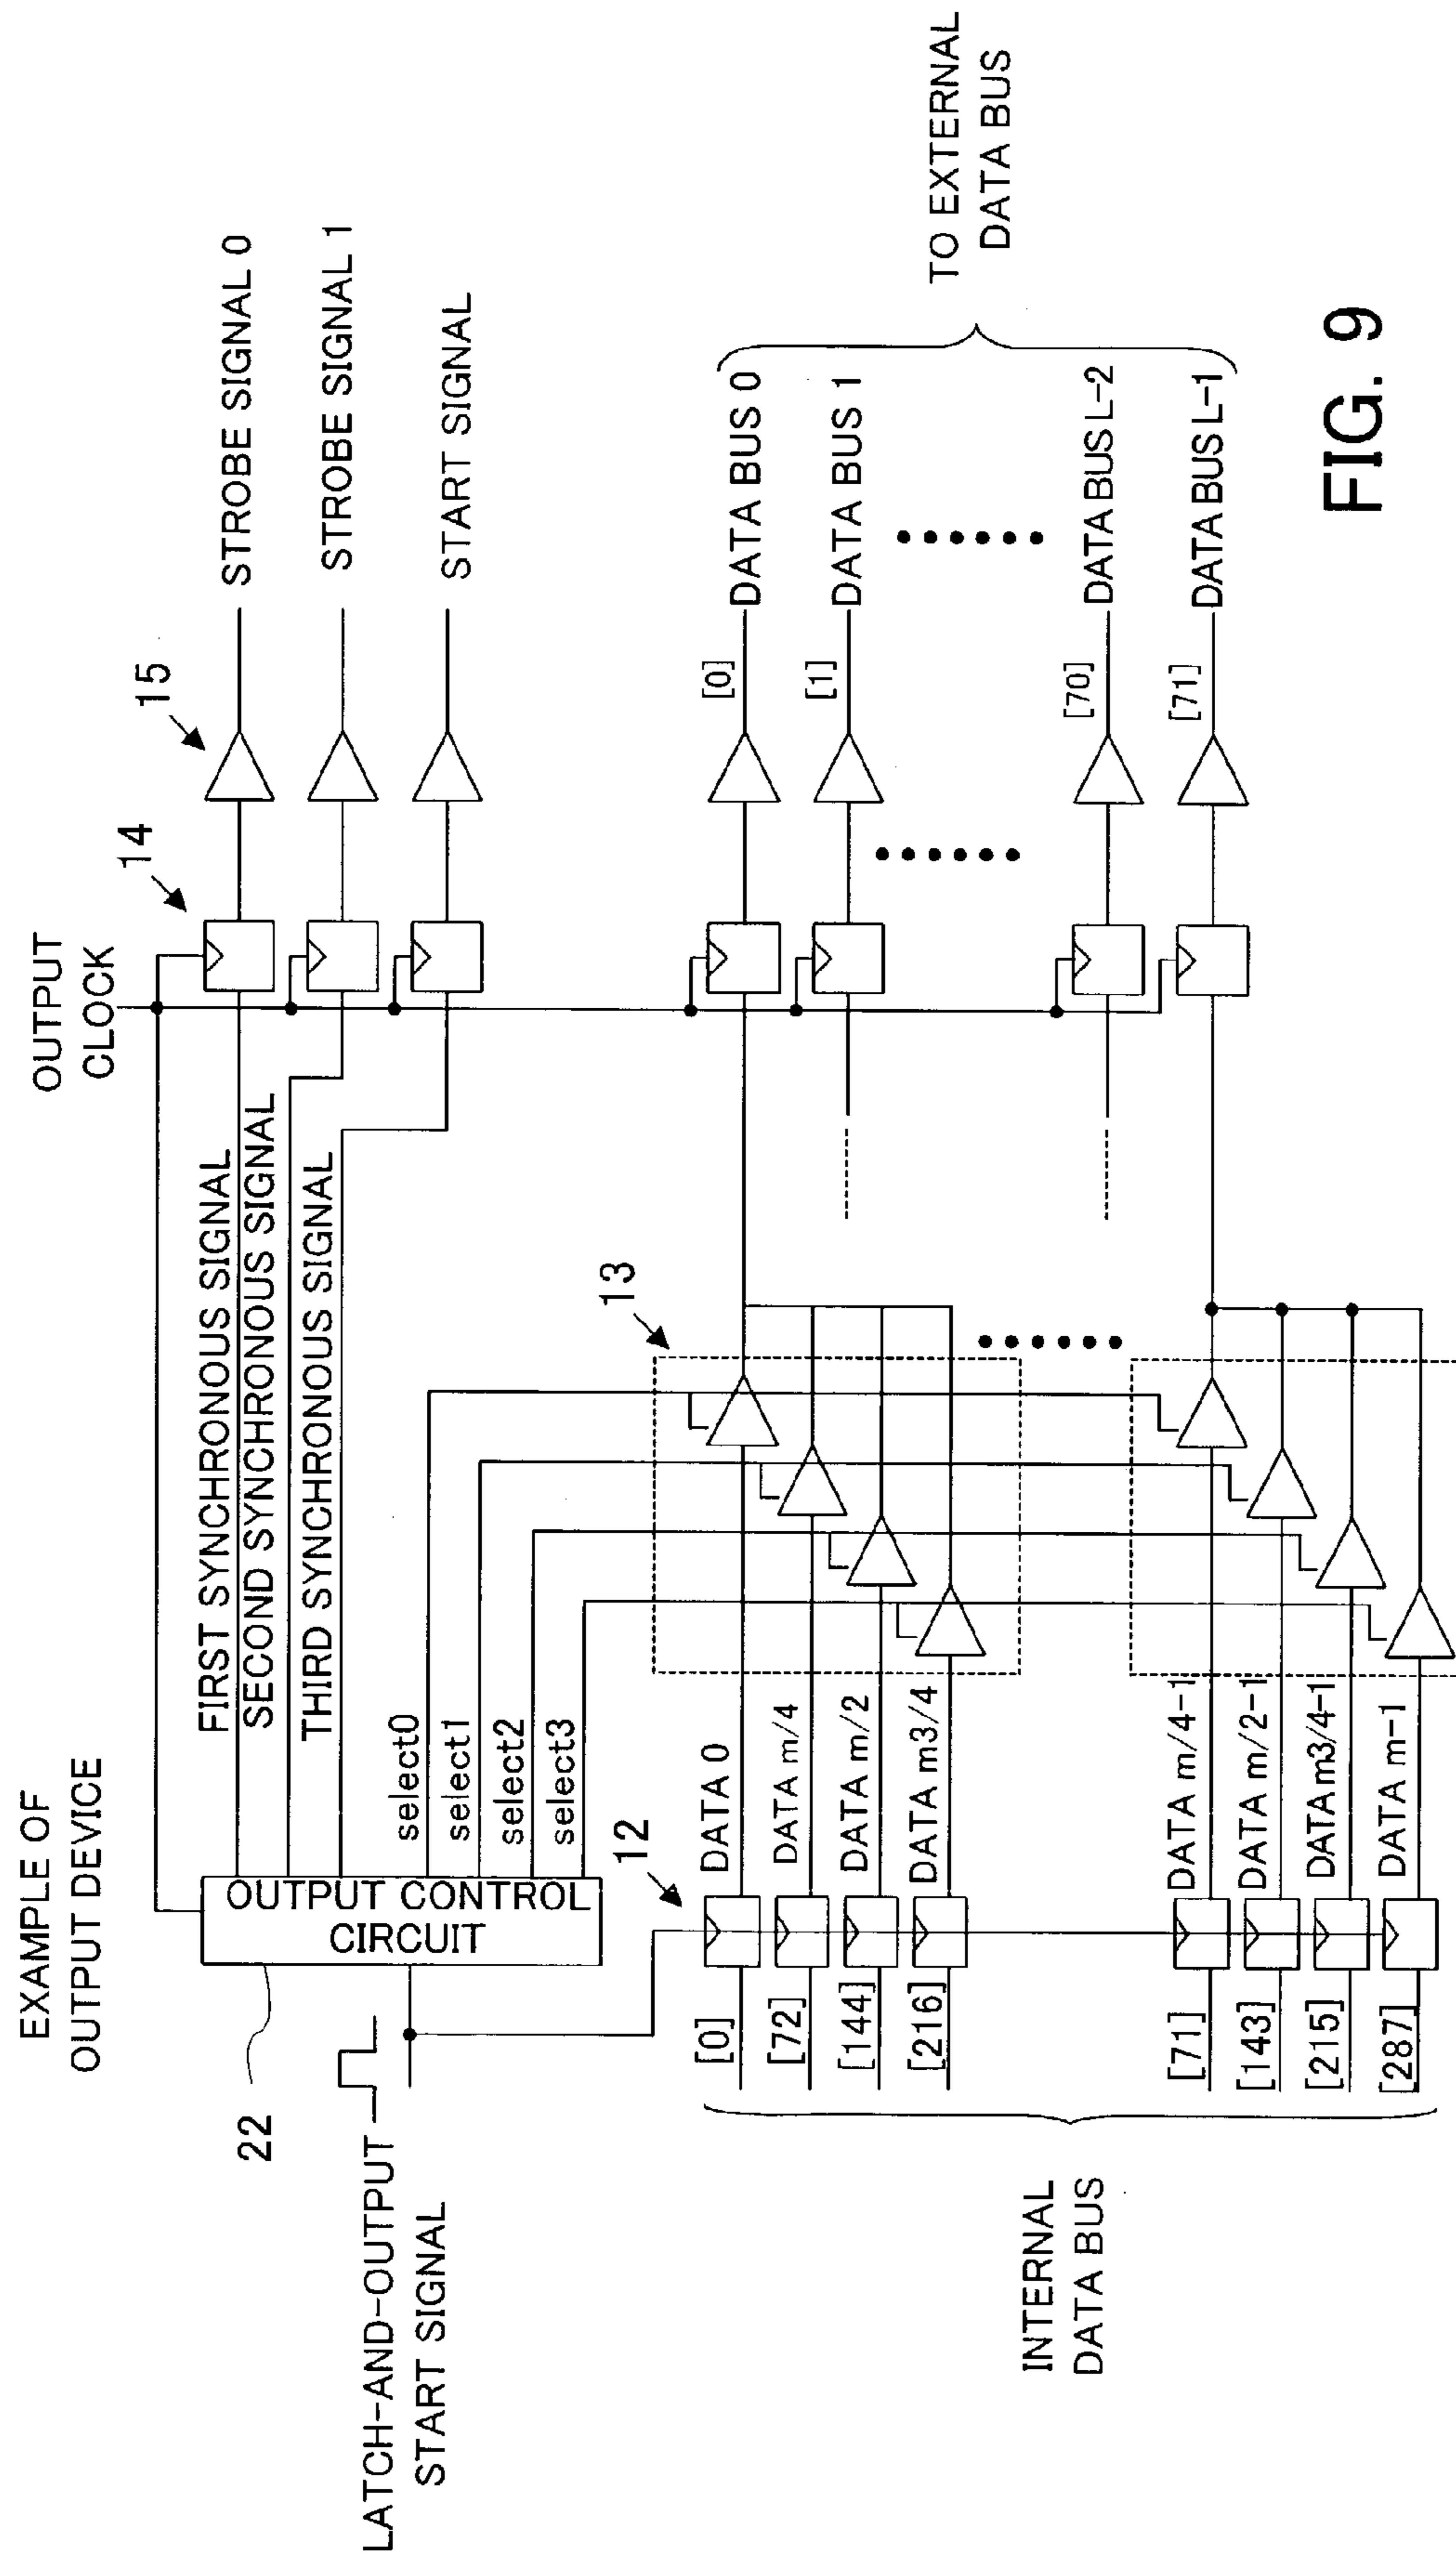 EXAMPLE OF
OUTPUT DEVICE
OUTPUT
CLOCK
14
15
22
OUTPUT CONTROL
CIRCUIT
FIRST SYNCHRONOUS SIGNAL
SECOND SYNCHRONOUS SIGNAL
THIRD SYNCHRONOUS SIGNAL
STROBE SIGNAL 0
STROBE SIGNAL 1
START SIGNAL
LATCH-AND-OUTPUT
START SIGNAL
select0
select1
select2
select3
12
13
[0]
DATA 0
[72]
DATA m/4
[144]
DATA m/2
[216]
DATA m3/4
[71]
DATA m/4-1
[143]
DATA m/2-1
[215]
DATA m3/4-1
[287]
DATA m-1
INTERNAL
DATA BUS
[0]
DATA BUS 0
[1]
DATA BUS 1
[70]
DATA BUS L-2
[71]
DATA BUS L-1
TO EXTERNAL
DATA BUS
FIG. 9